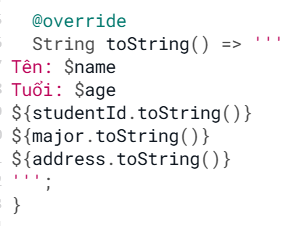 @override
String toString() => '''
Tên: $name
Tuổi: $age
${studentId.toString()}
${major.toString()}
${address.toString()}
''';
}